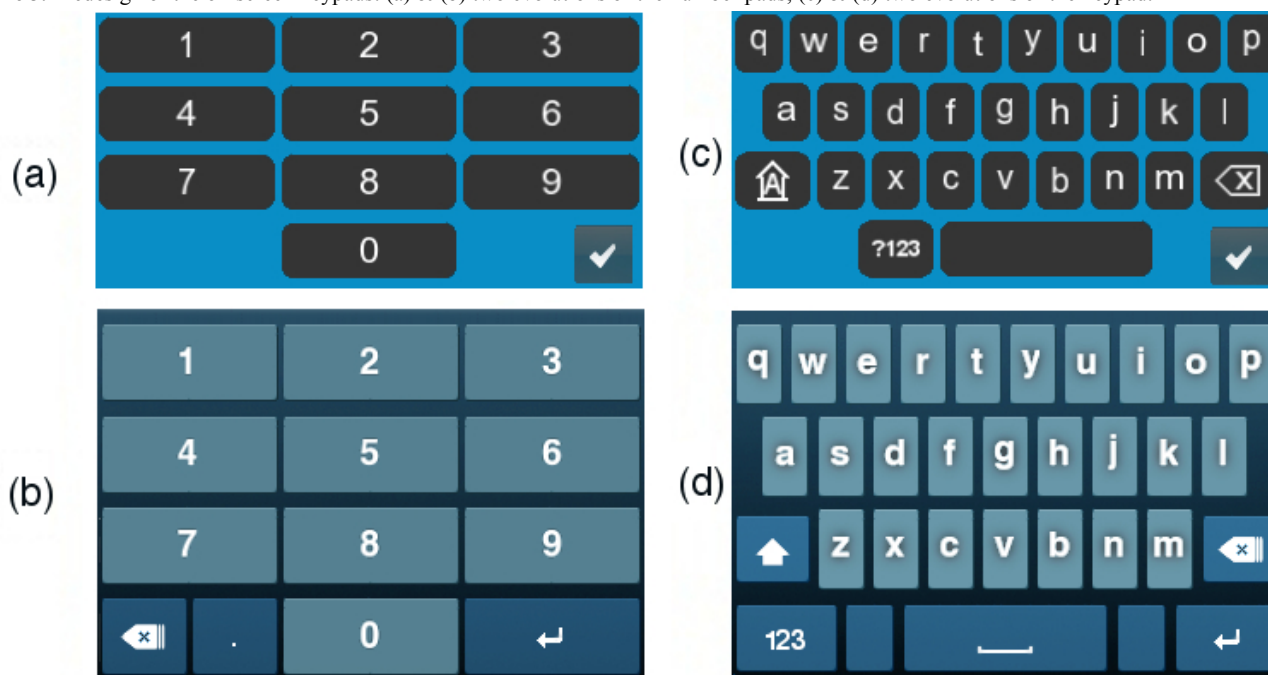 (a)
1 2 3
4 5 6
7 8 9
0
(b)
1 2 3
4 5 6
7 8 9
. 0
(c)
q w e r t y u i o p
a s d f g h j k l
A z x c v b n m X
?123
(d)
q w e r t y u i o p
a s d f g h j k l
z x c v b n m
123